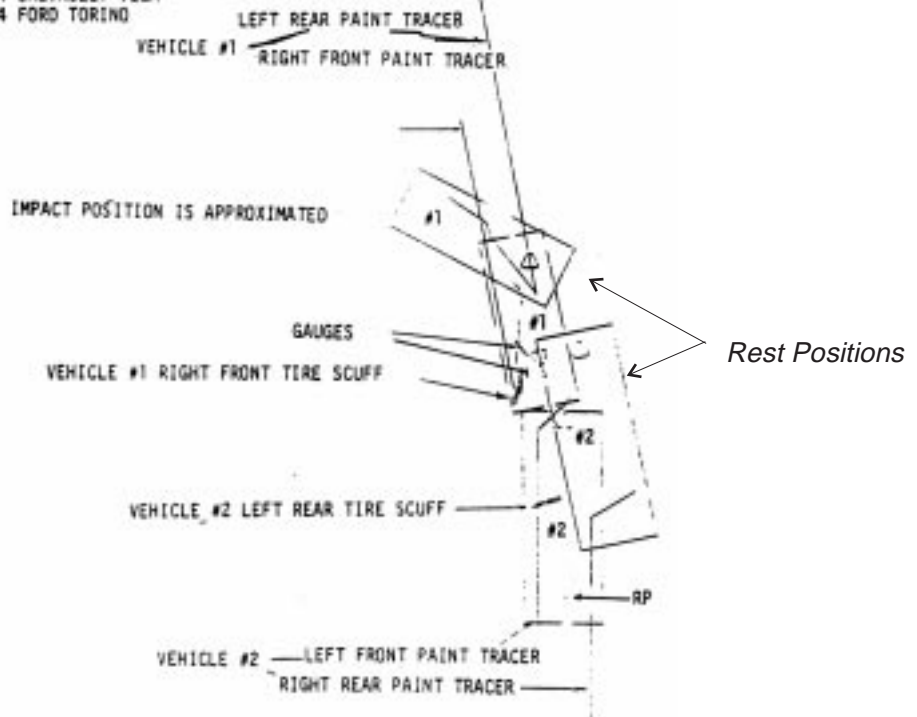 4 FORD TORINO
LEFT REAR PAINT TRACER
VEHICLE #1
RIGHT FRONT PAINT TRACER
#1
IMPACT POSITION IS APPROXIMATED
#1
GAUGES
Rest Positions
VEHICLE #1 RIGHT FRONT TIRE SCUFF
#2
VEHICLE #2 LEFT REAR TIRE SCUFF
#2
RP
VEHICLE #2
LEFT FRONT PAINT TRACER
RIGHT REAR PAINT TRACER